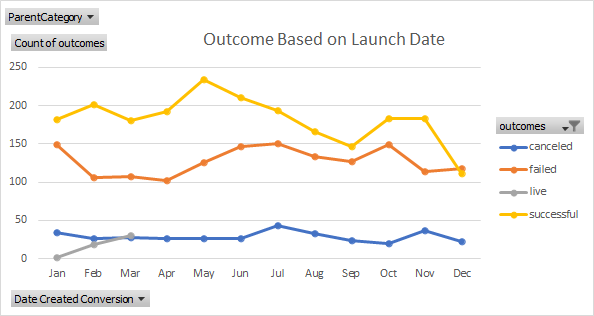 ParentCategory
Count of outcomes
Outcome Based on Launch Date
250
200
150
100
50
0
Jan Feb Mar Apr May Jun Jul Aug Sep Oct Nov Dec
outcomes
canceled
failed
live
successful
Date Created Conversion